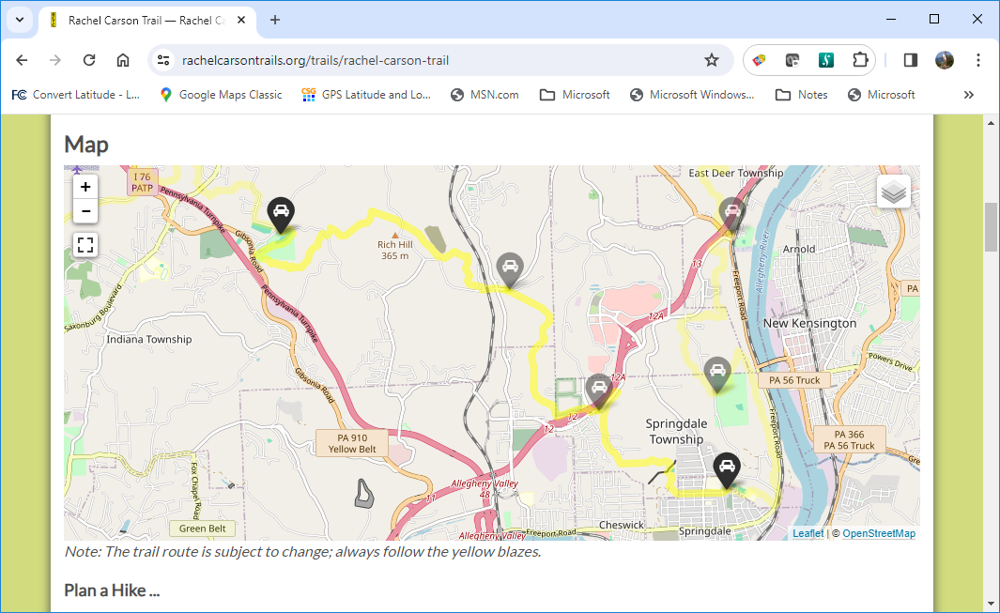 Rachel Carson Trail — Rachel Ca
rachelcarsontrails.org/trails/rachel-carson-trail
FC Convert Latitude - L...
Google Maps Classic
CSG
GPS Latitude and Lo...
MSN.com
Microsoft
Microsoft Windows...
Notes
Microsoft
Map
+
−
I 76
PATP
Pennsylvania Turnpike
East Deer Township
Gibsonia Road
Rich Hill
365 m
Allegheny River
Arnold
13
PA
Saxonburg Boulevard
Pennsylvania Turnpike
Freeport Road
12A
New Kensington
Indiana Township
Powers Drive
Gibsonia Road
12A
PA 56 Truck
12
12
Springdale
Township
Freeport Road
PA 910
Yellow Belt
PA 366
PA 56 Truck
Gre
Fox Chapel Road
Allegheny Valley
48
11
Green Belt
Cheswick
Springdale
Allegheny Valley
Freeport Road
Leaflet | © OpenStreetMap
Note: The trail route is subject to change; always follow the yellow blazes.
Plan a Hike ...